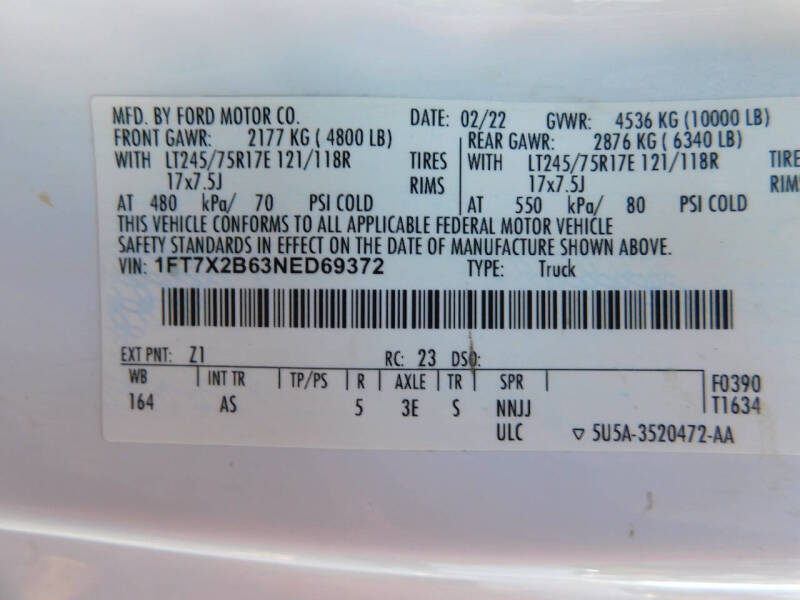 MFD. BY FORD MOTOR CO. DATE: 02/22 GVWR: 4536 KG (10000 LB)
FRONT GAWR: 2177 KG ( 4800 LB) REAR GAWR: 2876 KG ( 6340 LB)
WITH LT245/75R17E 121/118R TIRES WITH LT245/75R17E 121/118R TIRE
17x7.5J RIMS 17x7.5J RIMS
AT 480 kPa/ 70 PSI COLD AT 550 kPa/ 80 PSI COLD
THIS VEHICLE CONFORMS TO ALL APPLICABLE FEDERAL MOTOR VEHICLE
SAFETY STANDARDS IN EFFECT ON THE DATE OF MANUFACTURE SHOWN ABOVE.
VIN: 1FT7X2B63NED69372 TYPE: Truck
EXT PNT: Z1 RC: 23 DSO:
WB INT TR TP/PS R AXLE TR SPR F0390
164 AS 5 3E S NNJJ T1634
ULC ▽ 5U5A-3520472-AA